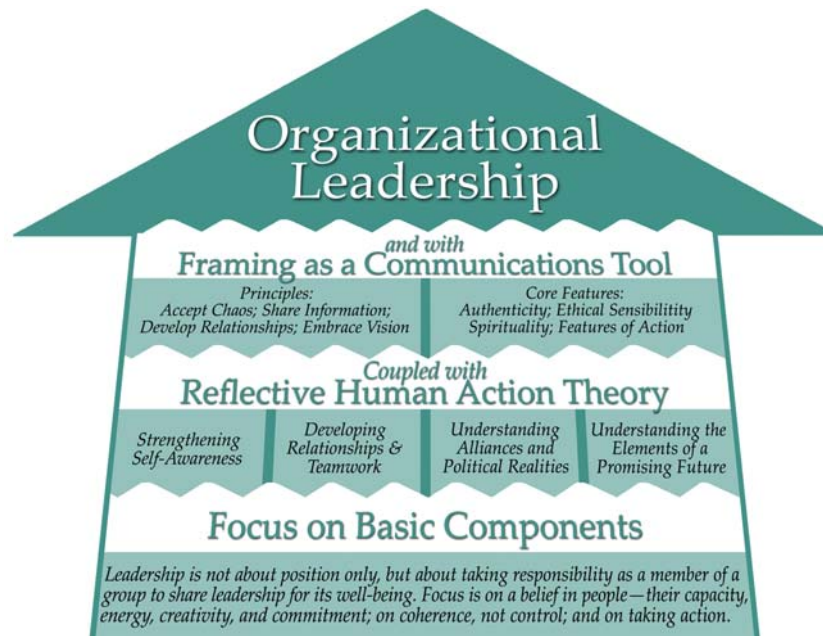 Organizational
Leadership
and with
Framing as a Communications Tool
Principles:
Accept Chaos; Share Information;
Develop Relationships; Embrace Vision
Core Features:
Authenticity; Ethical Sensibilitity
Spirituality; Features of Action
Coupled with
Reflective Human Action Theory
Strengthening
Self-Awareness
Developing
Relationships &
Teamwork
Understanding
Alliances and
Political Realities
Understanding the
Elements of a
Promising Future
Focus on Basic Components
Leadership is not about position only, but about taking responsibility as a member of a
group to share leadership for its well-being. Focus is on a belief in people—their capacity,
energy, creativity, and commitment; on coherence, not control; and on taking action.